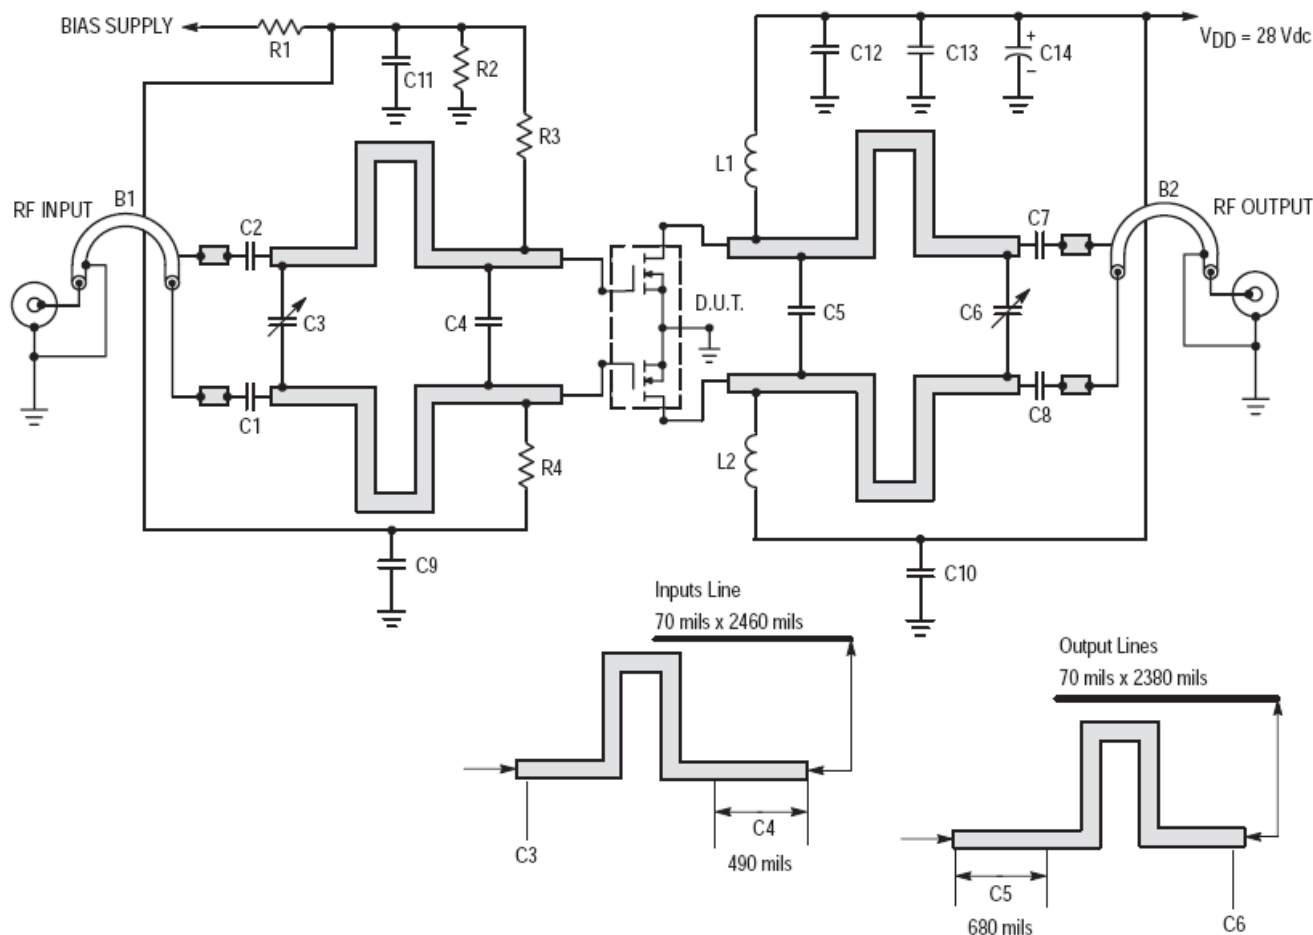 BIAS SUPPLY
R1
C11
R2
R3
C12
C13
+
C14
−
VDD = 28 Vdc
L1
RF INPUT
B1
C2
C7
B2
RF OUTPUT
C3
C4
D.U.T.
C5
C6
C1
C8
R4
L2
C9
C10
Inputs Line
70 mils x 2460 mils
Output Lines
70 mils x 2380 mils
C3
C4
490 mils
C5
680 mils
C6